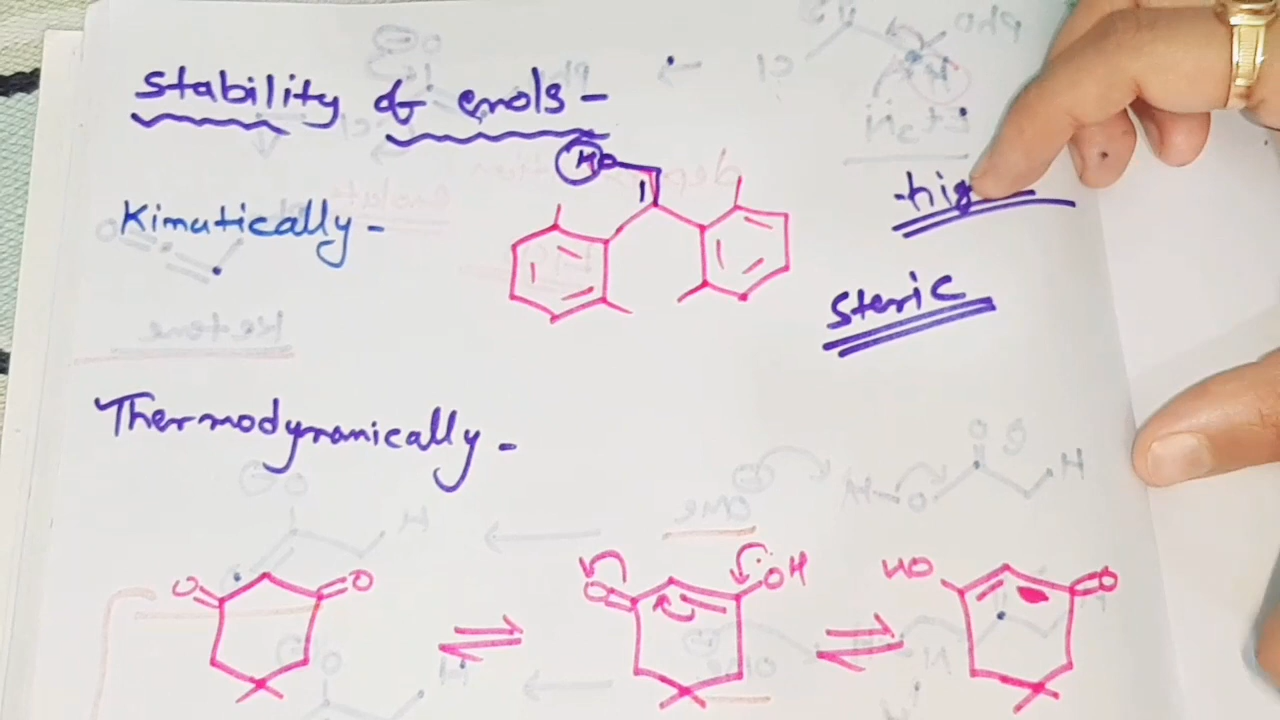 stability of enols -
HO
high
Kinatically -
steric
Thermodynamically -
O O
O OH
HO O